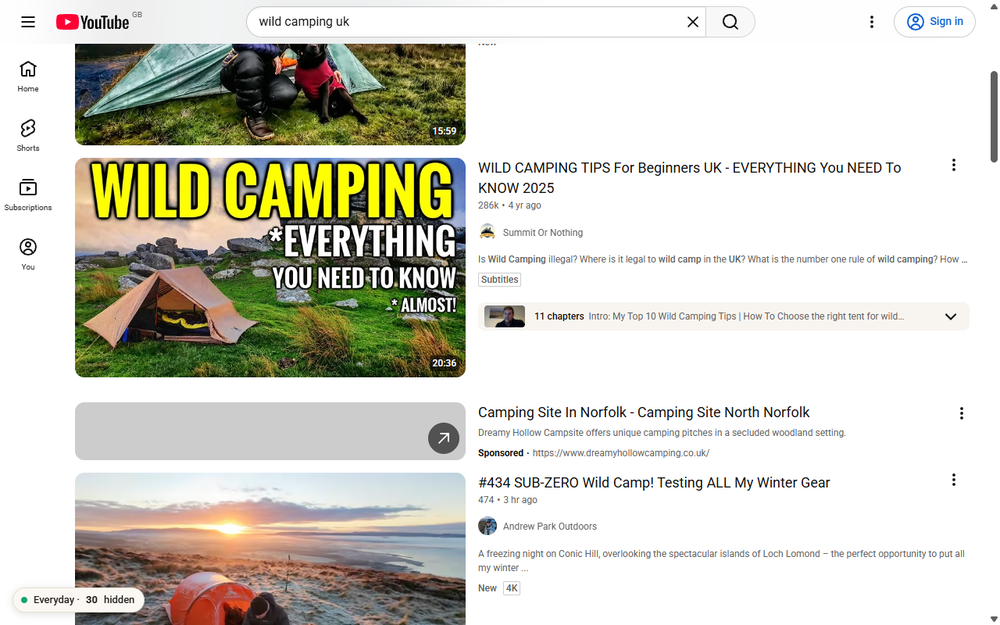 YouTube GB
wild camping uk
Sign in
Home
Shorts
Subscriptions
You
15:59
WILD CAMPING
*EVERYTHING
YOU NEED TO KNOW
* ALMOST!
20:36
WILD CAMPING TIPS For Beginners UK - EVERYTHING You NEED To
KNOW 2025
286k • 4 yr ago
Summit Or Nothing
Is Wild Camping illegal? Where is it legal to wild camp in the UK? What is the number one rule of wild camping? How ...
Subtitles
11 chapters Intro: My Top 10 Wild Camping Tips | How To Choose the right tent for wild...
Camping Site In Norfolk - Camping Site North Norfolk
Dreamy Hollow Campsite offers unique camping pitches in a secluded woodland setting.
Sponsored · https://www.dreamyhollowcamping.co.uk/
#434 SUB-ZERO Wild Camp! Testing ALL My Winter Gear
474 • 3 hr ago
Andrew Park Outdoors
A freezing night on Conic Hill, overlooking the spectacular islands of Loch Lomond – the perfect opportunity to put all
my winter ...
New 4K
Everyday · 30 hidden